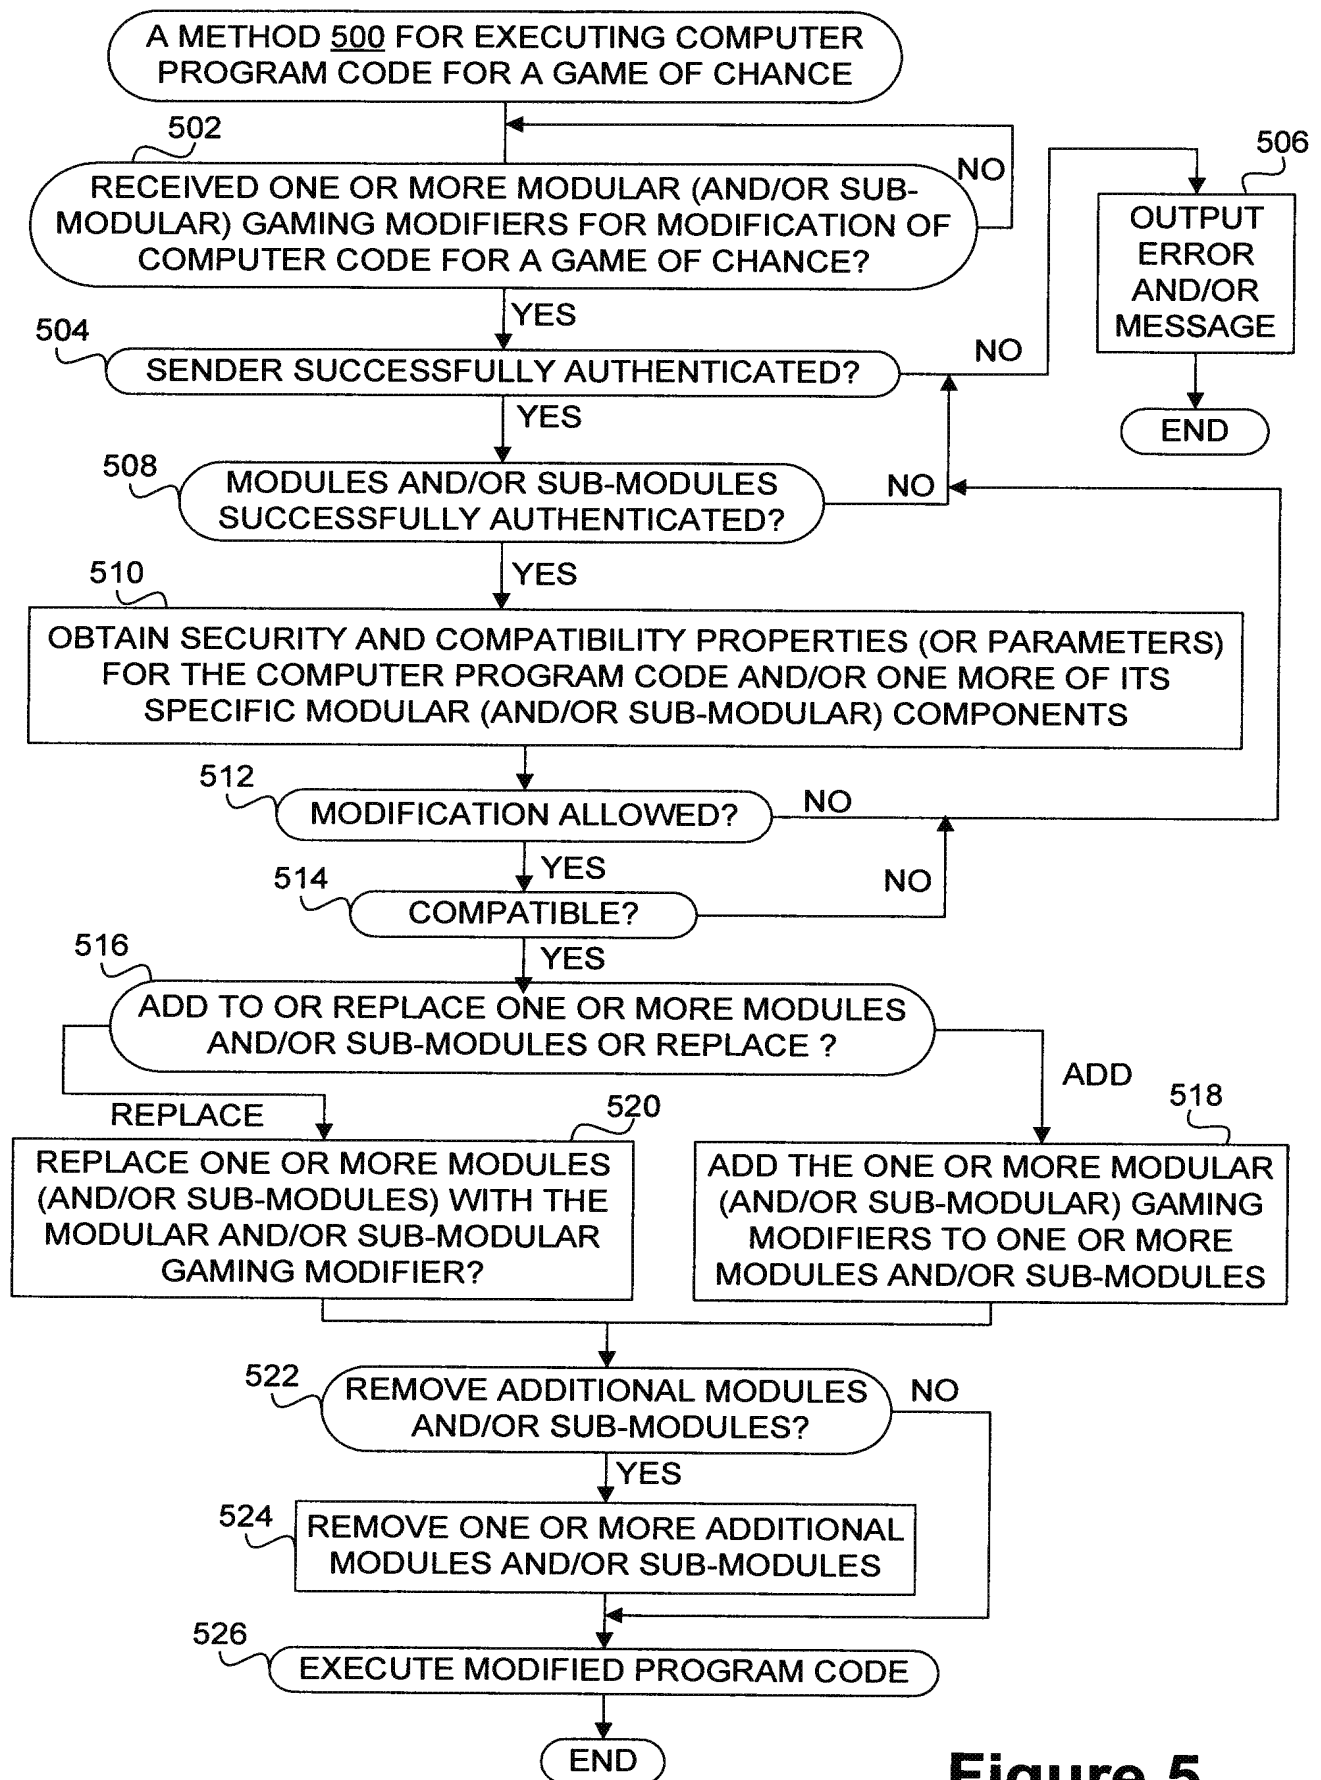 A METHOD 500 FOR EXECUTING COMPUTER
PROGRAM CODE FOR A GAME OF CHANCE
502
NO
506
RECEIVED ONE OR MORE MODULAR (AND/OR SUB-
MODULAR) GAMING MODIFIERS FOR MODIFICATION OF
COMPUTER CODE FOR A GAME OF CHANCE?
OUTPUT
ERROR
AND/OR
MESSAGE
YES
504
NO
SENDER SUCCESSFULLY AUTHENTICATED?
YES
END
508
MODULES AND/OR SUB-MODULES
SUCCESSFULLY AUTHENTICATED?
NO
YES
510
OBTAIN SECURITY AND COMPATIBILITY PROPERTIES (OR PARAMETERS)
FOR THE COMPUTER PROGRAM CODE AND/OR ONE MORE OF ITS
SPECIFIC MODULAR (AND/OR SUB-MODULAR) COMPONENTS
512
MODIFICATION ALLOWED?
NO
YES
514
NO
COMPATIBLE?
YES
516
ADD TO OR REPLACE ONE OR MORE MODULES
AND/OR SUB-MODULES OR REPLACE ?
ADD
REPLACE
520
518
REPLACE ONE OR MORE MODULES
(AND/OR SUB-MODULES) WITH THE
MODULAR AND/OR SUB-MODULAR
GAMING MODIFIER?
ADD THE ONE OR MORE MODULAR
(AND/OR SUB-MODULAR) GAMING
MODIFIERS TO ONE OR MORE
MODULES AND/OR SUB-MODULES
522
REMOVE ADDITIONAL MODULES
AND/OR SUB-MODULES?
NO
YES
524
REMOVE ONE OR MORE ADDITIONAL
MODULES AND/OR SUB-MODULES
526
EXECUTE MODIFIED PROGRAM CODE
END
Figure 5